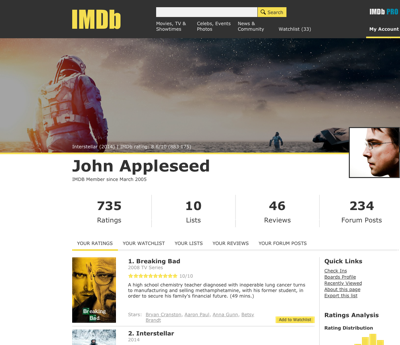 IMDb
Search
IMDb PRO
Movies, TV &
Showtimes
Celebs, Events
Photos
News &
Community
Watchlist (33)
My Account
Interstellar (2014) | IMDb rating:
John Appleseed
IMDB Member since March 2005
735
Ratings
10
Lists
46
Reviews
234
Forum Posts
YOUR RATINGS
YOUR WATCHLIST
YOUR LISTS
YOUR REVIEWS
YOUR FORUM POSTS
Breaking
Bad
1. Breaking Bad
2008 TV Series
10/10
A high school chemistry teacher diagnosed with inoperable lung cancer turns
to manufacturing and selling methamphetamine, with his former student, in
order to secure his family's financial future. (49 mins.)
Stars: Bryan Cranston, Aaron Paul, Anna Gunn, Betsy
Brandt
Add to Watchlist
2. Interstellar
2014
Quick Links
Check Ins
Boards Profile
Recently Viewed
About this page
Export this list
Ratings Analysis
Rating Distribution